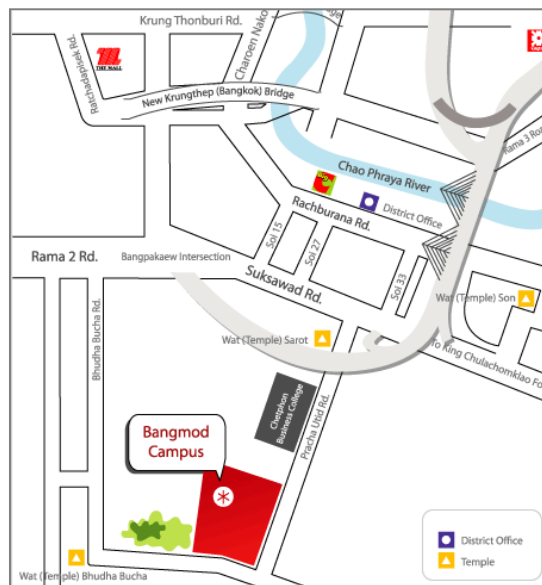 Krung Thonburi Rd.
Charoen Nako
Ratchadapisek Rd.
THE MALL
New Krungthep (Bangkok) Bridge
Rama 3 Roa
Chao Phraya River
District Office
Rachburana Rd.
Soi 15
Soi 27
Rama 2 Rd.
Bangpakaew Intersection
Suksawad Rd.
Soi 33
Wat (Temple) Son
Bhudha Bucha Rd.
Wat (Temple) Sarot
To King Chulachomklao Fo
Chetphon
Business College
Pracha Utid Rd.
Bangmod
Campus
Wat (Temple) Bhudha Bucha
District Office
Temple